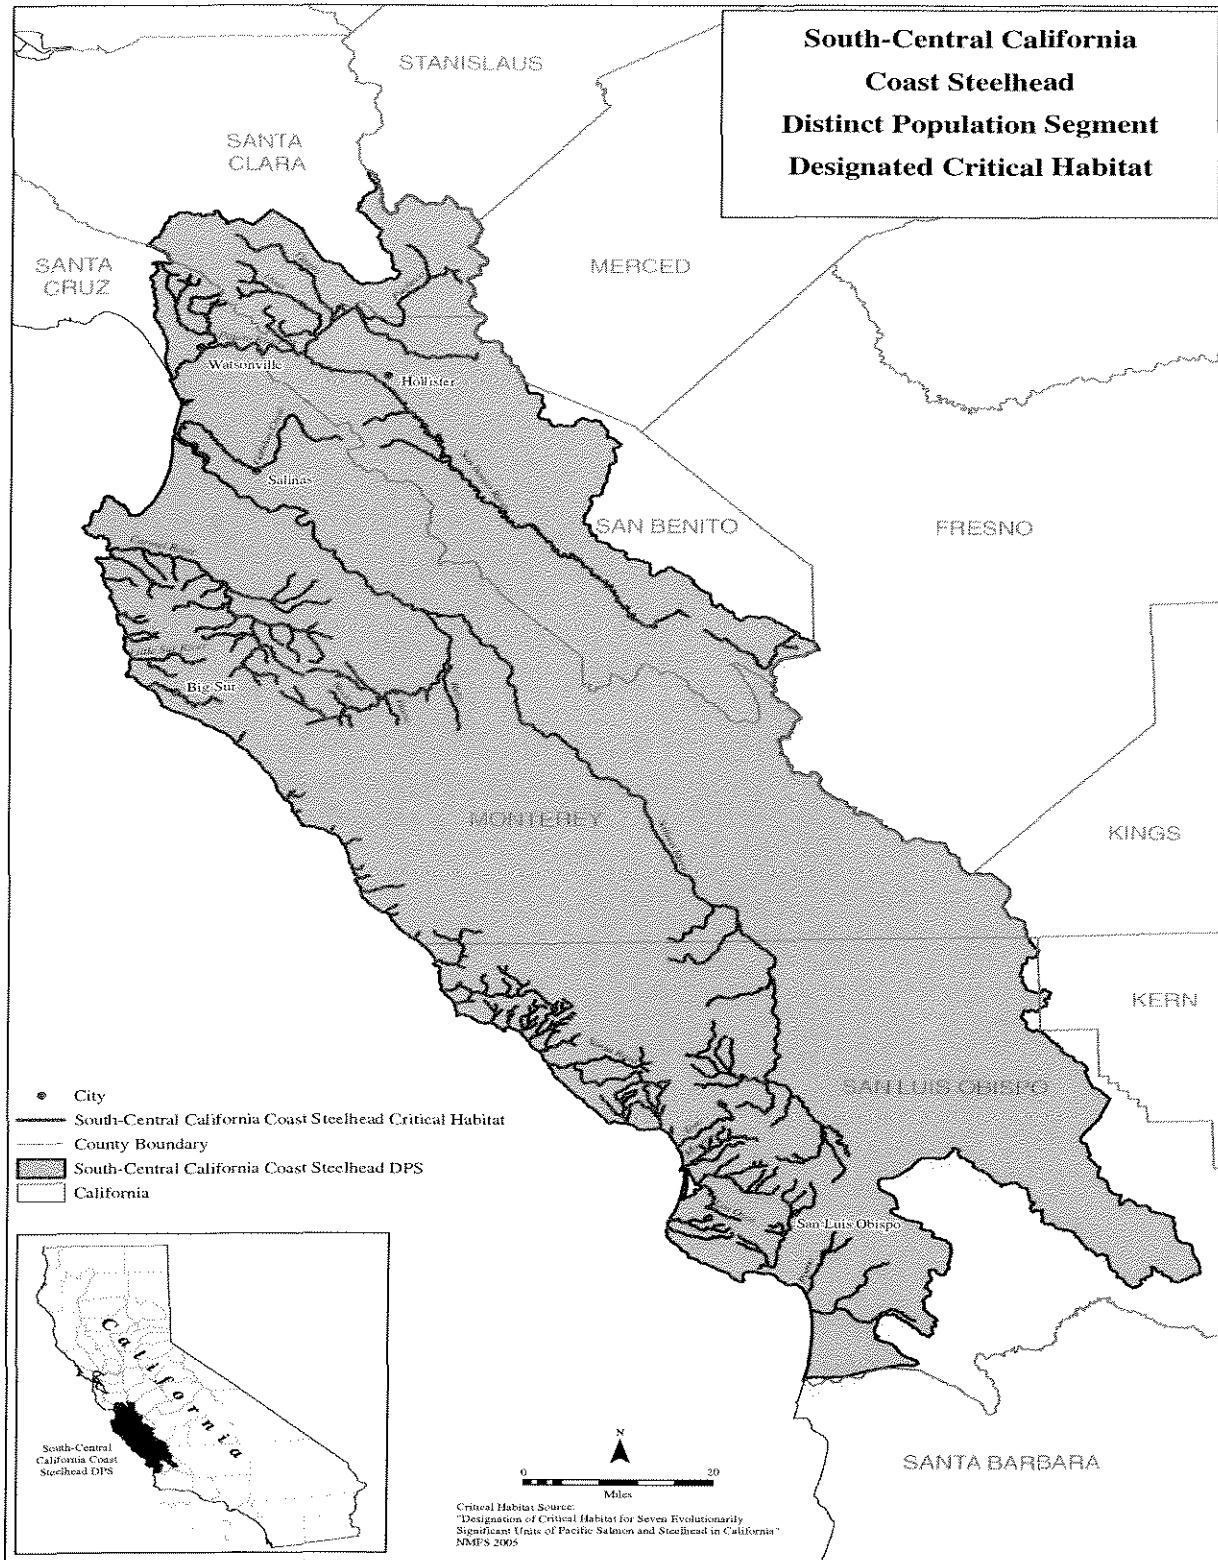 South-Central California
Coast Steelhead
Distinct Population Segment
Designated Critical Habitat
STANISLAUS
SANTA
CLARA
SANTA
CRUZ
MERCED
Watsonville
Hollister
Salinas
SAN BENITO
FRESNO
Big Sur
MONTEREY
KINGS
KERN
SAN LUIS OBISPO
San Luis Obispo
City
South-Central California Coast Steelhead Critical Habitat
County Boundary
South-Central California Coast Steelhead DPS
California
California
South-Central
California Coast
Steelhead DPS
N
0 20
Miles
Critical Habitat Source:
"Designation of Critical Habitat for Seven Evolutionarily
Significant Units of Pacific Salmon and Steelhead in California"
NMFS 2005
SANTA BARBARA